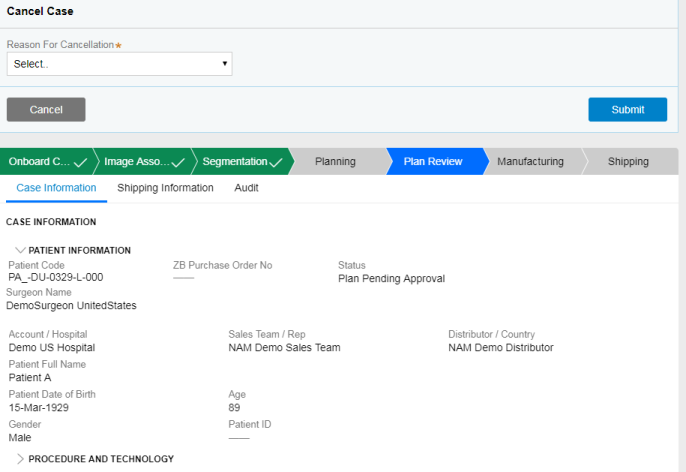 Cancel Case
Reason For Cancellation★
Select..
Cancel Submit
Onboard C... Image Asso... Segmentation Planning Plan Review Manufacturing Shipping
Case Information Shipping Information Audit
CASE INFORMATION
PATIENT INFORMATION
Patient Code ZB Purchase Order No Status
PA_-DU-0329-L-000 —— Plan Pending Approval
Surgeon Name
DemoSurgeon UnitedStates
Account / Hospital Sales Team / Rep Distributor / Country
Demo US Hospital NAM Demo Sales Team NAM Demo Distributor
Patient Full Name
Patient A
Patient Date of Birth Age
15-Mar-1929 89
Gender Patient ID
Male ——
PROCEDURE AND TECHNOLOGY